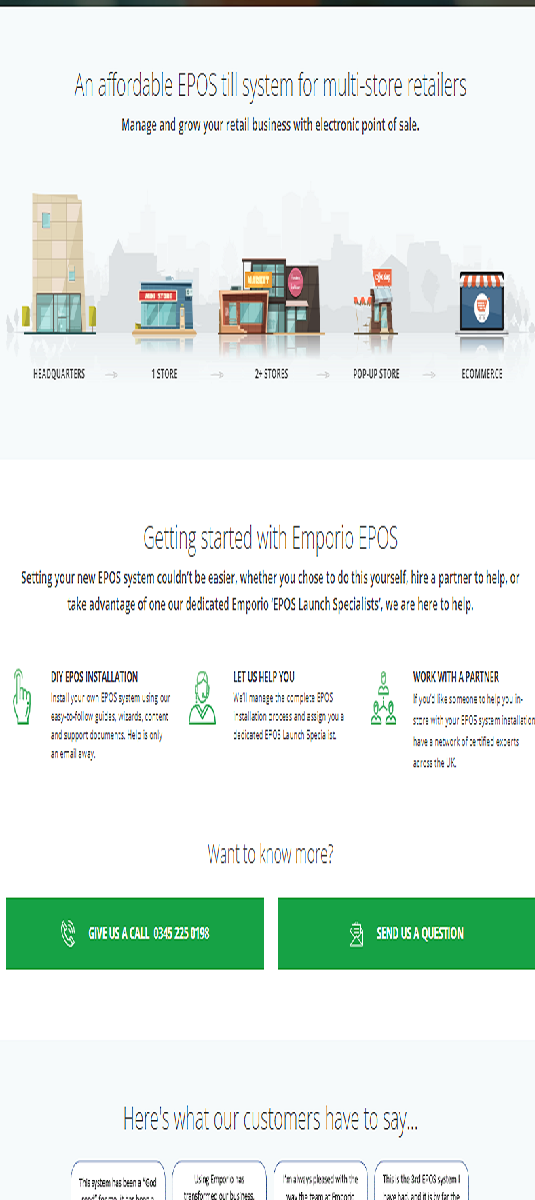 An affordable EPOS till system for multi-store retailers
Manage and grow your retail business with electronic point of sale.
MINI STORE
MARKET
HEADQUARTERS
1 STORE
2+ STORES
POP-UP STORE
ECOMMERCE
Getting started with Emporio EPOS
Setting your new EPOS system couldn't be easier, whether you chose to do this yourself, hire a partner to help, or
take advantage of one our dedicated Emporio 'EPOS Launch Specialists', we are here to help.
DIY EPOS INSTALLATION
Install your own EPOS system using our
easy-to-follow guides, wizards, content
and support documents. Help is only
an email away.
LET US HELP YOU
We'll manage the complete EPOS
installation process and assign you a
dedicated EPOS Launch Specialist.
WORK WITH A PARTNER
If you'd like someone to help you in-
store with your EPOS system installation
have a network of certified experts
across the UK.
Want to know more?
GIVE US A CALL 0345 225 0198
SEND US A QUESTION
Here's what our customers have to say...
This system has been a "God
send" for me, it has been a
Using Emporio has
transformed our business.
I'm always pleased with the
way the team at Emporio
This is the 3rd EPOS system I
have had, and it is by far the